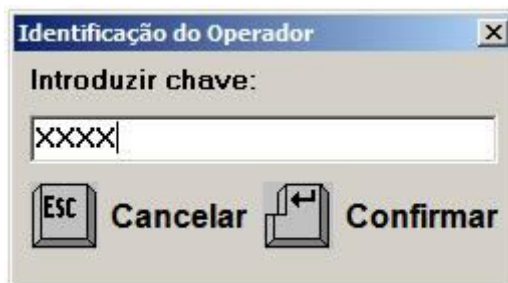 Identificação do Operador
Introduzir chave:
XXXX
Esc Cancelar Confirmar